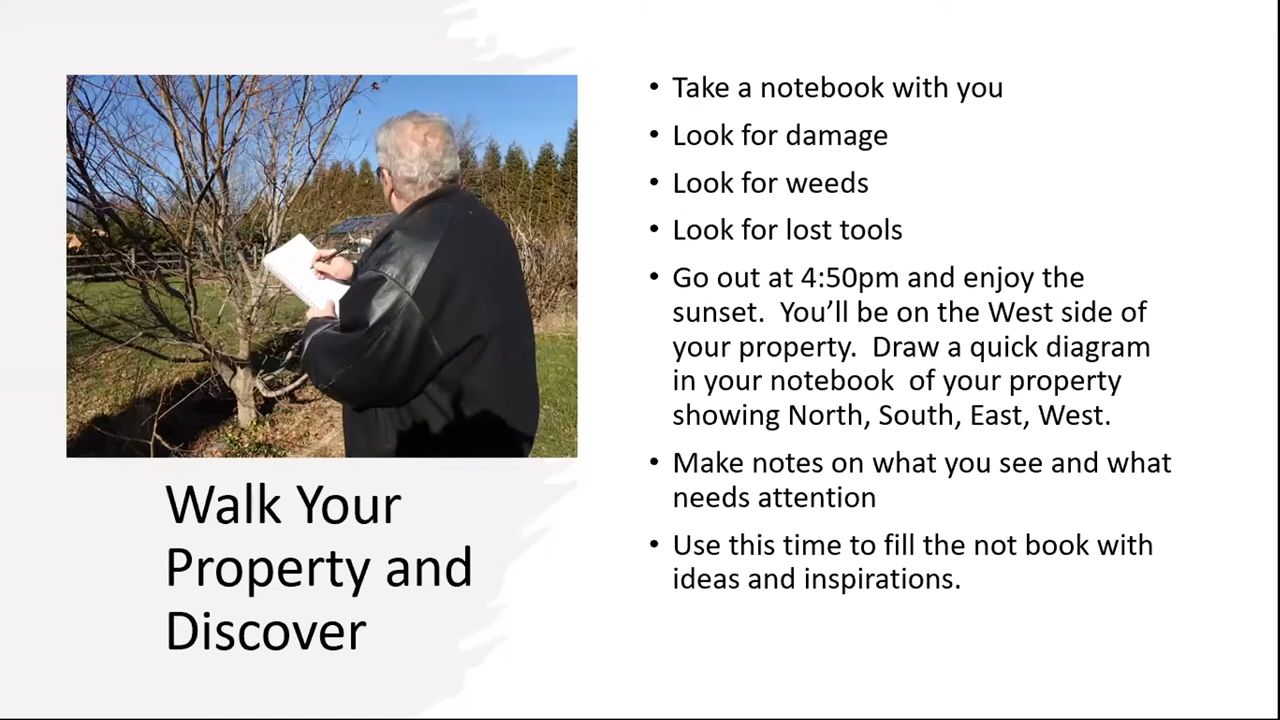 • Take a notebook with you
• Look for damage
• Look for weeds
• Look for lost tools
• Go out at 4:50pm and enjoy the
sunset.  You’ll be on the West side of
your property.  Draw a quick diagram
in your notebook  of your property
showing North, South, East, West.
• Make notes on what you see and what
needs attention
• Use this time to fill the not book with
ideas and inspirations.
Walk Your
Property and
Discover